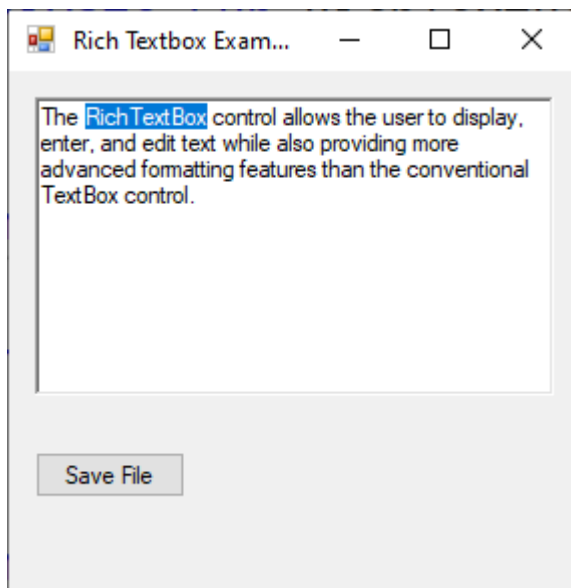 Rich Textbox Exam...
The RichTextBox control allows the user to display,
enter, and edit text while also providing more
advanced formatting features than the conventional
TextBox control.
Save File